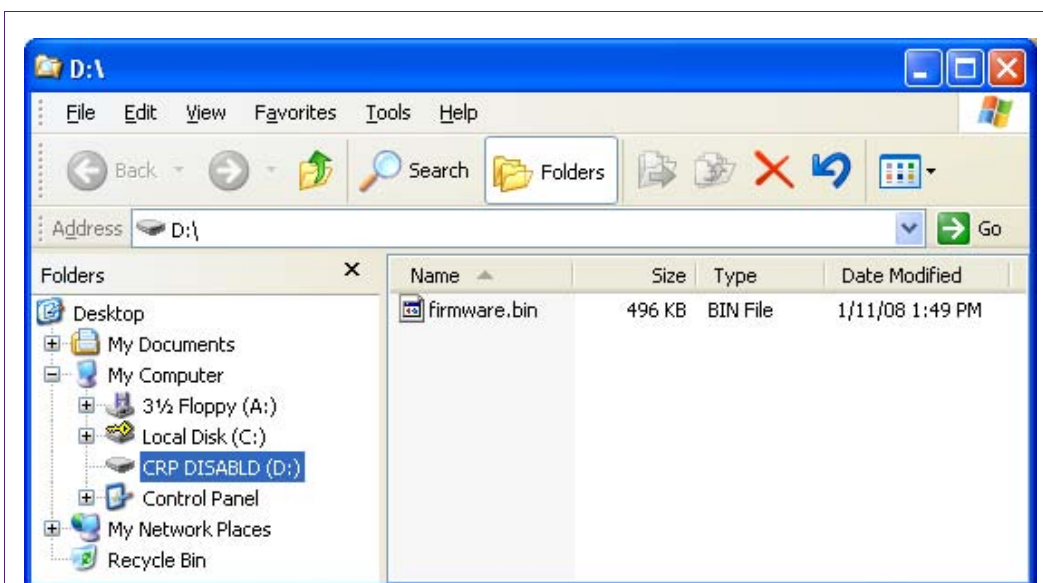 D:\
File Edit View Favorites Tools Help
Back Search Folders
Address D:\ Go
Folders x Name Size Type Date Modified
Desktop firmware.bin 496 KB BIN File 1/11/08 1:49 PM
My Documents
My Computer
3½ Floppy (A:)
Local Disk (C:)
CRP DISABLD (D:)
Control Panel
My Network Places
Recycle Bin